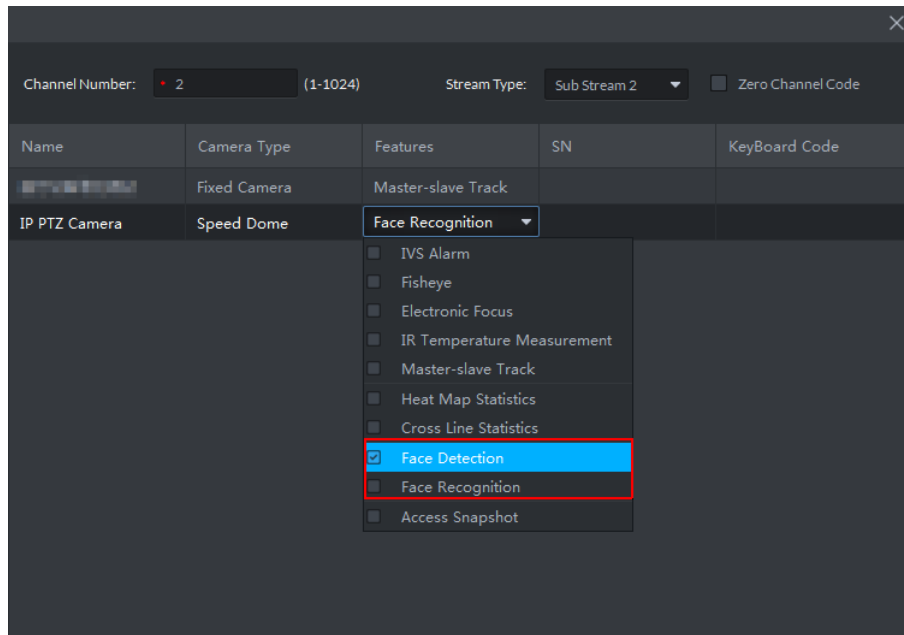 Channel Number: * 2 (1-1024) Stream Type: Sub Stream 2 Zero Channel Code
Name Camera Type Features SN KeyBoard Code
Fixed Camera Master-slave Track
IP PTZ Camera Speed Dome Face Recognition
IVS Alarm
Fisheye
Electronic Focus
IR Temperature Measurement
Master-slave Track
Heat Map Statistics
Cross Line Statistics
Face Detection
Face Recognition
Access Snapshot